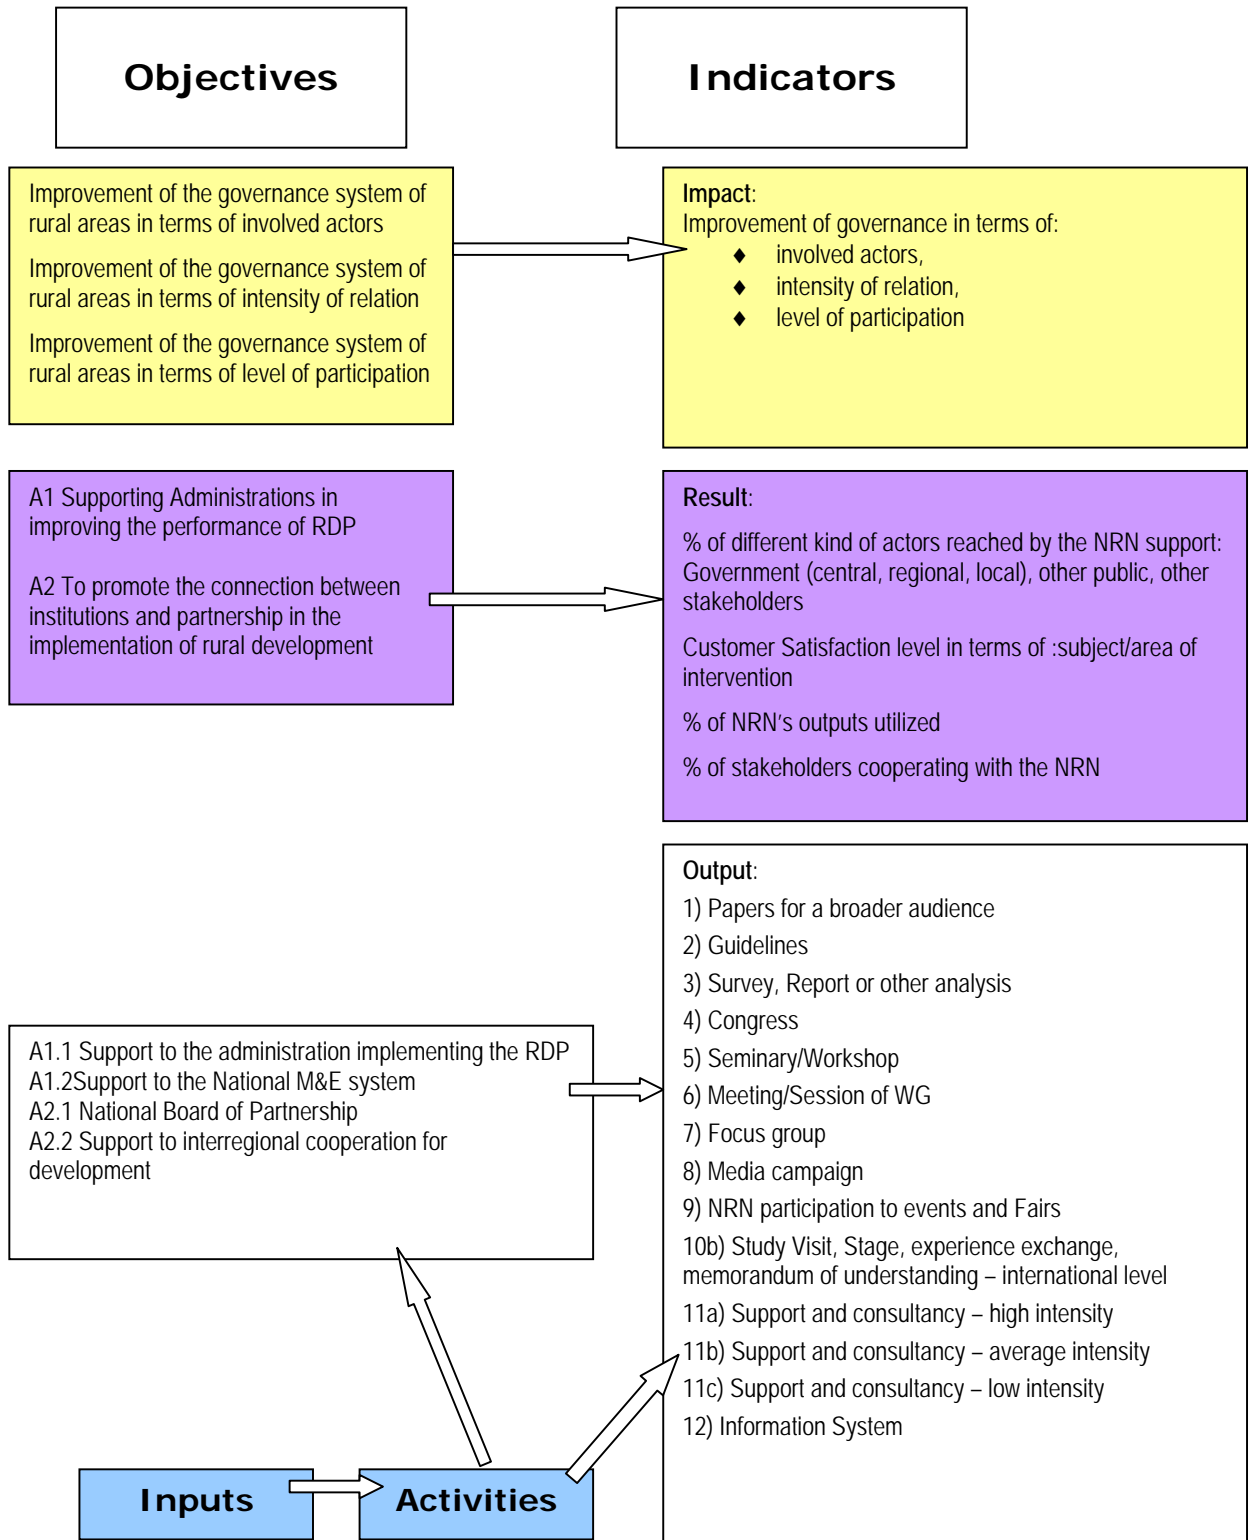 Objectives
Indicators
Improvement of the governance system of
rural areas in terms of involved actors
Improvement of the governance system of
rural areas in terms of intensity of relation
Improvement of the governance system of
rural areas in terms of level of participation
Impact:
Improvement of governance in terms of:
♦ involved actors,
♦ intensity of relation,
♦ level of participation
A1 Supporting Administrations in
improving the performance of RDP
A2 To promote the connection between
institutions and partnership in the
implementation of rural development
Result:
% of different kind of actors reached by the NRN support:
Government (central, regional, local), other public, other
stakeholders
Customer Satisfaction level in terms of :subject/area of
intervention
% of NRN's outputs utilized
% of stakeholders cooperating with the NRN
A1.1 Support to the administration implementing the RDP
A1.2Support to the National M&E system
A2.1 National Board of Partnership
A2.2 Support to interregional cooperation for
development
Output:
1) Papers for a broader audience
2) Guidelines
3) Survey, Report or other analysis
4) Congress
5) Seminary/Workshop
6) Meeting/Session of WG
7) Focus group
8) Media campaign
9) NRN participation to events and Fairs
10b) Study Visit, Stage, experience exchange,
memorandum of understanding – international level
11a) Support and consultancy – high intensity
11b) Support and consultancy – average intensity
11c) Support and consultancy – low intensity
12) Information System
Inputs
Activities